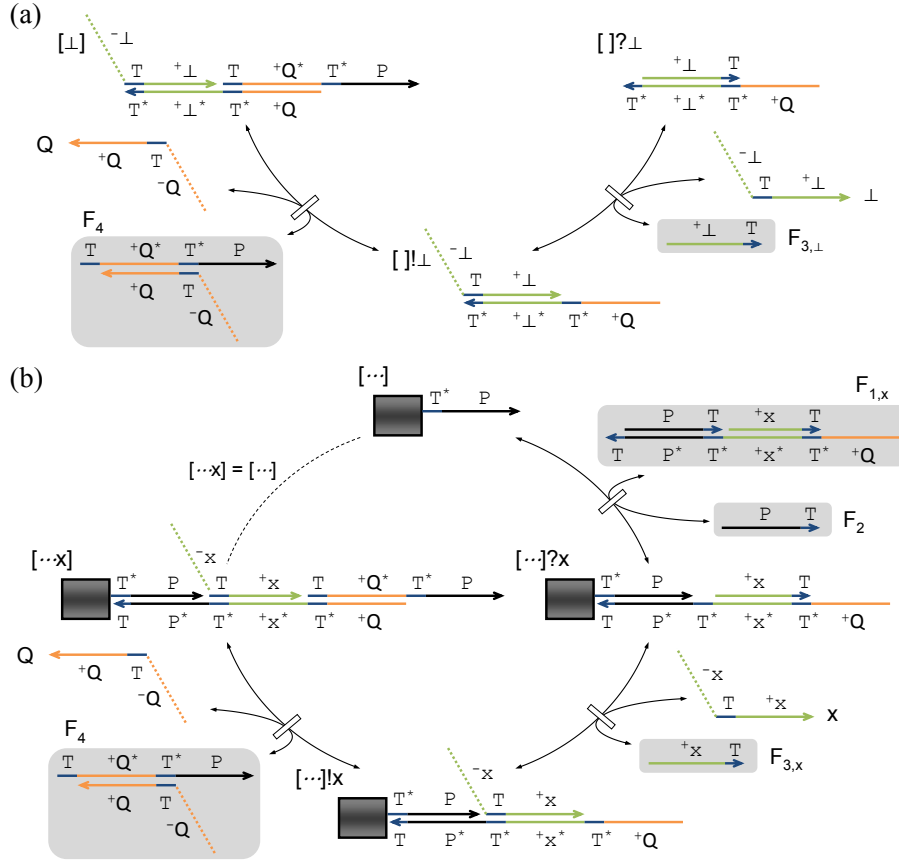 (a)
[⊥] ⁻⊥ []?⊥
T ⁺⊥ T ⁺Q* T* P ⁺⊥ T
T* ⁺⊥* T* ⁺Q T* ⁺⊥* T* ⁺Q
Q ⁺Q T ⁻Q
⁻⊥ T ⁺⊥ ⊥
F₄
T ⁺Q* T* P
⁺Q T
⁻Q
⁺⊥ T F₃,⊥
[]!⊥ ⁻⊥
T ⁺⊥
T* ⁺⊥* T* ⁺Q
(b)
[⋯]
T* P
F₁,ₓ
P T ⁺x T
T P* T* ⁺x* T* ⁺Q
[⋯x] = [⋯]
P T F₂
[⋯x] ⁻x
T* P T ⁺x T ⁺Q* T* P
T P* T* ⁺x* T* ⁺Q
[⋯]?x
T* P ⁺x T
T P* T* ⁺x* T* ⁺Q
Q ⁺Q T ⁻Q
⁻x T ⁺x x
F₄
T ⁺Q* T* P
⁺Q T
⁻Q
⁺x T F₃,ₓ
[⋯]!x ⁻x
T* P T ⁺x
T P* T* ⁺x* T* ⁺Q